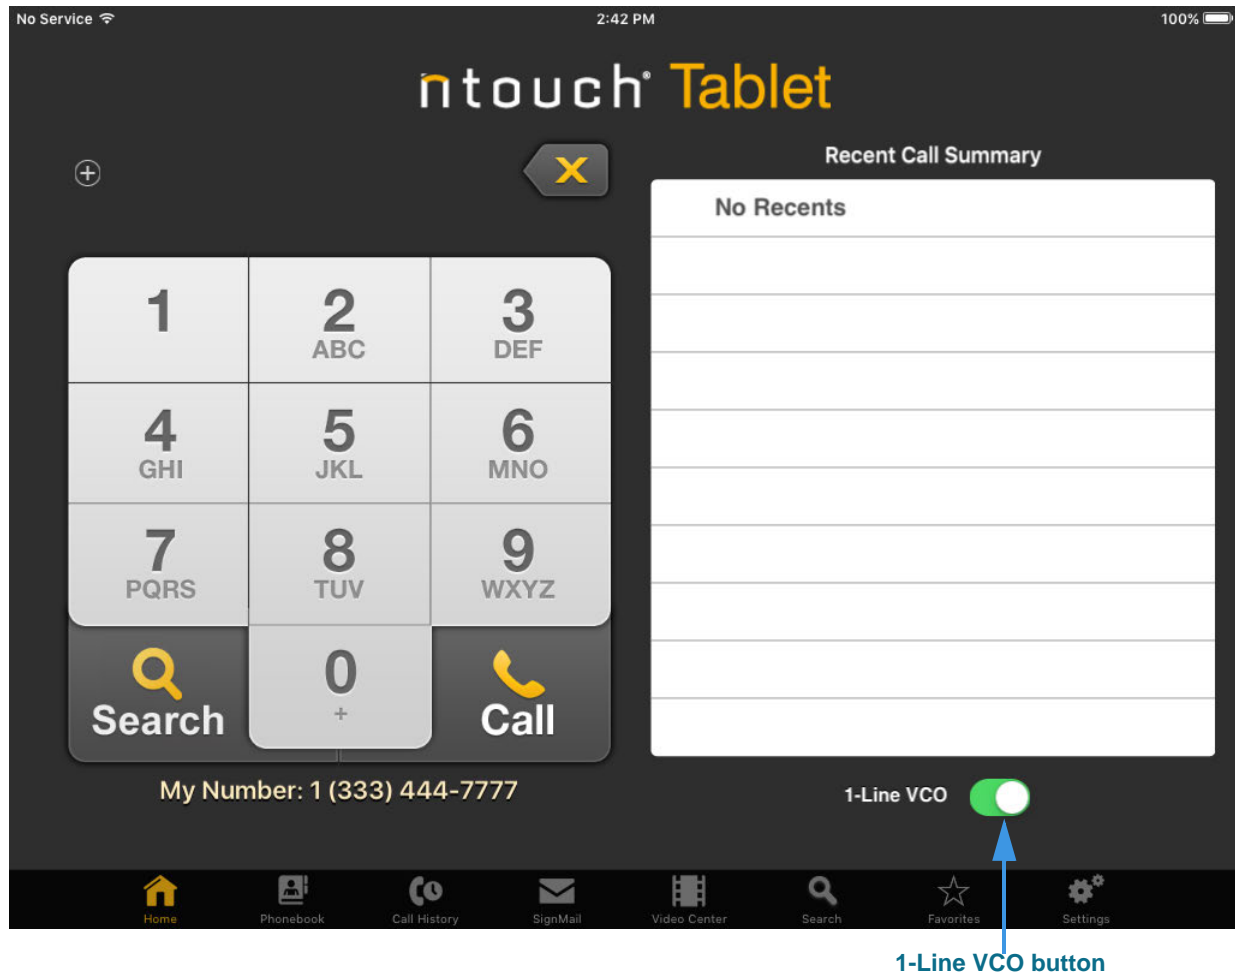 No Service 2:42 PM 100%
ntouch® Tablet
Recent Call Summary
No Recents
1 2 3
ABC DEF
4 5 6
GHI JKL MNO
7 8 9
PQRS TUV WXYZ
Search 0 Call
+
My Number: 1 (333) 444-7777
1-Line VCO
Home Phonebook Call History SignMail Video Center Search Favorites Settings
1-Line VCO button